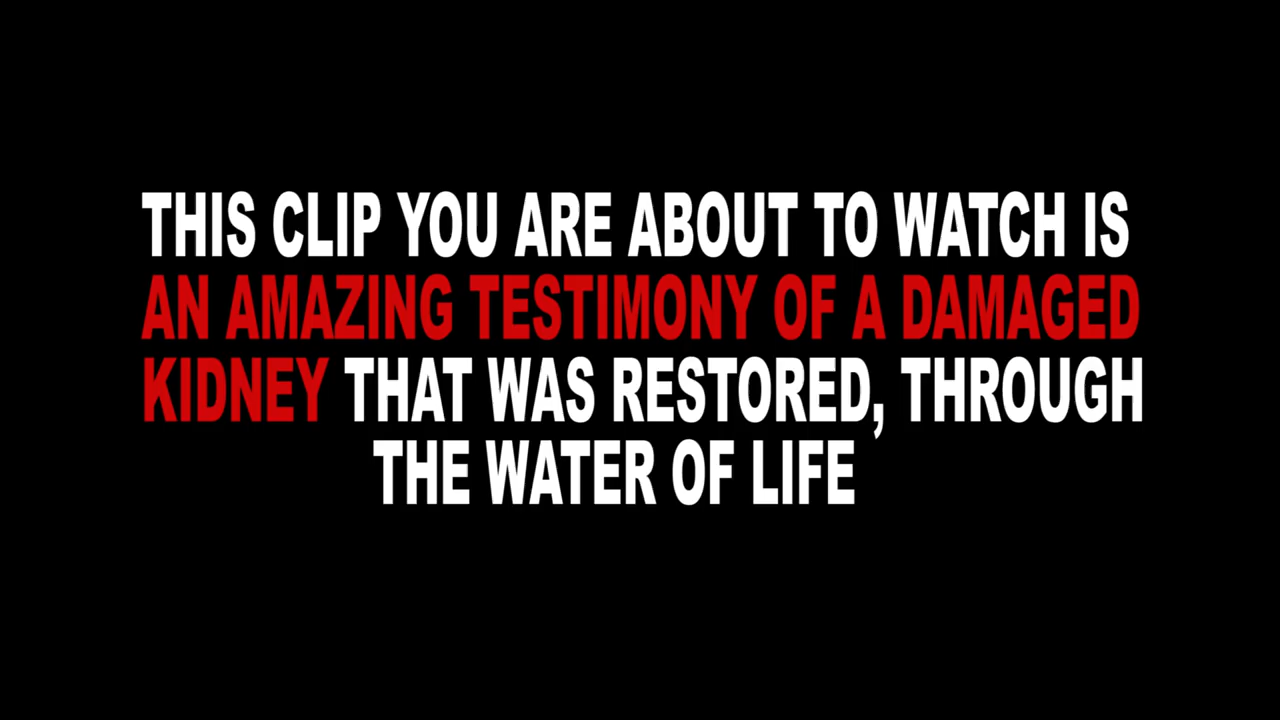 THIS CLIP YOU ARE ABOUT TO WATCH IS
AN AMAZING TESTIMONY OF A DAMAGED
KIDNEY THAT WAS RESTORED, THROUGH
THE WATER OF LIFE